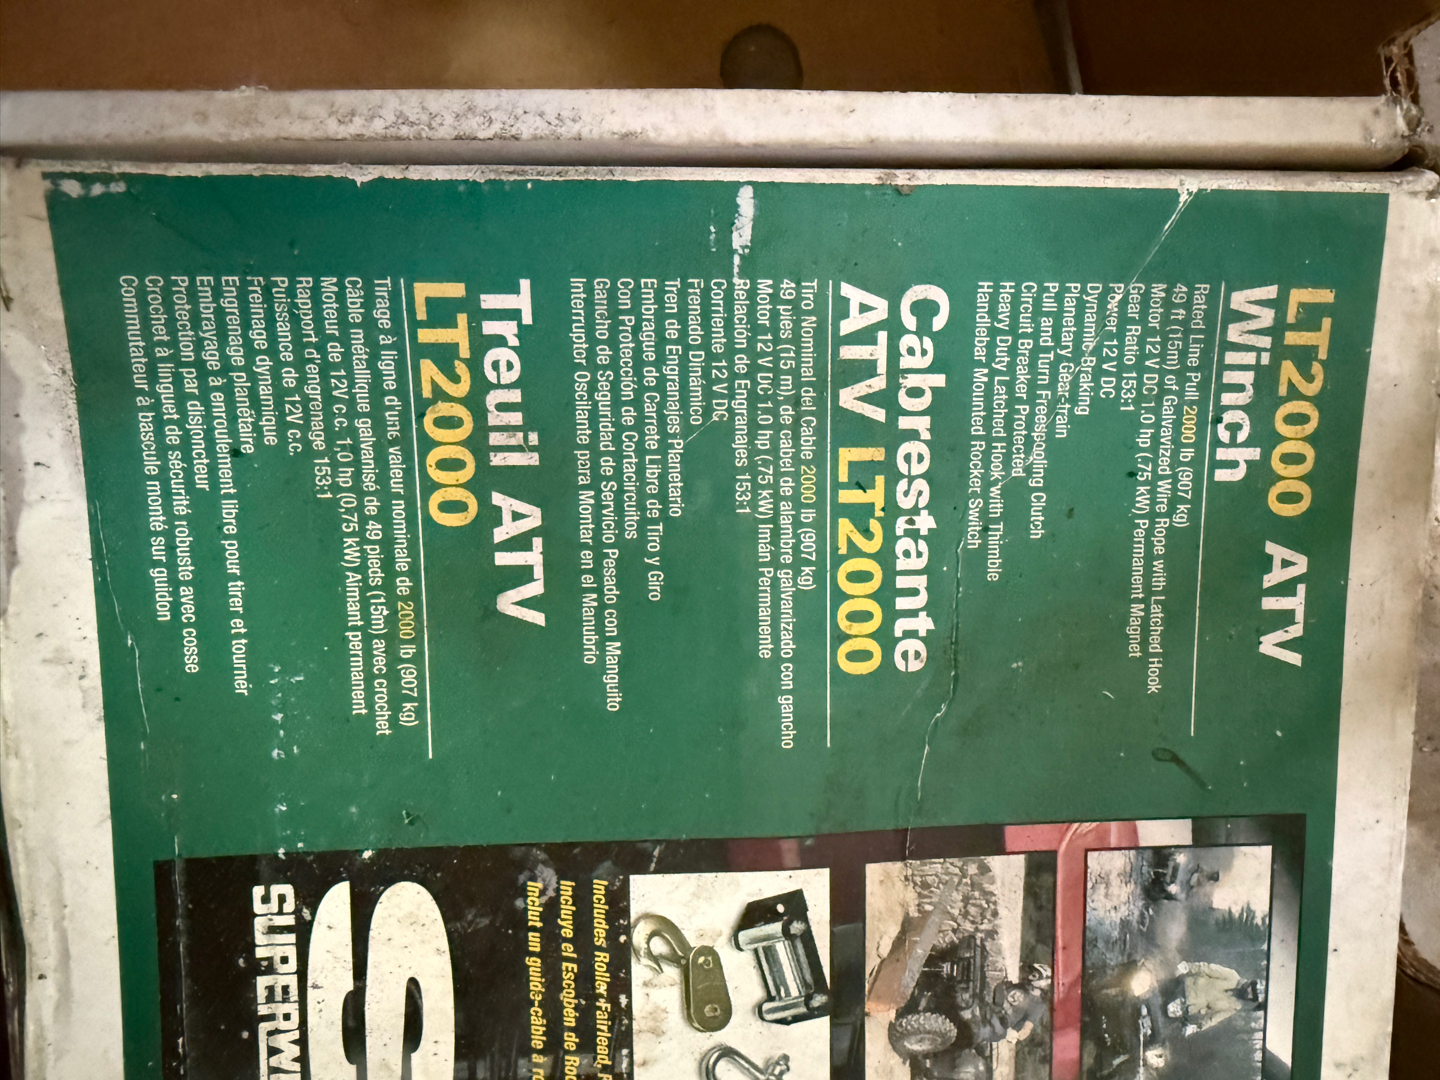 LT2000 ATV
Winch
Rated Line Pull 2000 lb (907 kg)
49 ft (15m) of Galvavized Wire Rope with Latched Hook
Motor 12 V DC 1.0 hp (.75 kW) Permanent Magnet
Gear Ratio 153:1
Power 12 V DC
Dynamic Braking
Planetary Gear-train
Pull and Turn Freespooling Clutch
Circuit Breaker Protected
Heavy Duty Latched Hook with Thimble
Handlebar Mounted Rocker Switch
Cabrestante
ATV LT2000
Tiro Nominal del Cable 2000 lb (907 kg)
49 pies (15 m), de cabel de alambre galvanizado con gancho
Motor 12 V DC 1.0 hp (.75 kW) Imán Permanente
Relación de Engranajes 153:1
Corriente 12 V DC
Frenado Dinámico
Tren de Engranajes Planetario
Embrague de Carrete Libre de Tiro y Giro
Con Protección de Cortacircuitos
Gancho de Seguridad de Servicio Pesado con Manguito
Interruptor Oscilante para Montar en el Manubrio
Treuil ATV
LT2000
Tirage à ligne d'une valeur nominale de 2000 lb (907 kg)
Câble métallique galvanisé de 49 pieds (15m) avec crochet
Moteur de 12V c.c. 1,0 hp (0,75 kW) Aimant permanent
Rapport d'engrenage 153:1
Puissance de 12V c.c.
Freinage dynamique
Engrenage planétaire
Embrayage à enroulement libre pour tirer et tourner
Protection par disjoncteur
Crochet à linguet de sécurité robuste avec cosse
Commutateur à bascule monté sur guidon
Includes Roller Fairlead,
Incluye el Escobén de
Inclut un guide-câble à
S
SUPERW